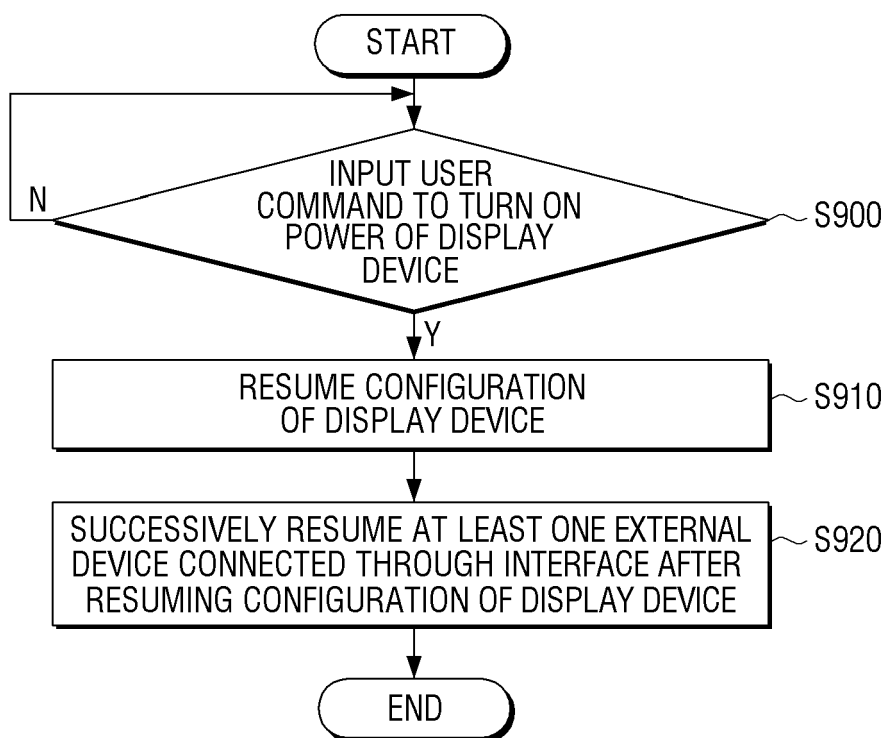 START
INPUT USER
COMMAND TO TURN ON
POWER OF DISPLAY
DEVICE
N
S900
Y
RESUME CONFIGURATION
OF DISPLAY DEVICE
S910
SUCCESSIVELY RESUME AT LEAST ONE EXTERNAL
DEVICE CONNECTED THROUGH INTERFACE AFTER
RESUMING CONFIGURATION OF DISPLAY DEVICE
S920
END